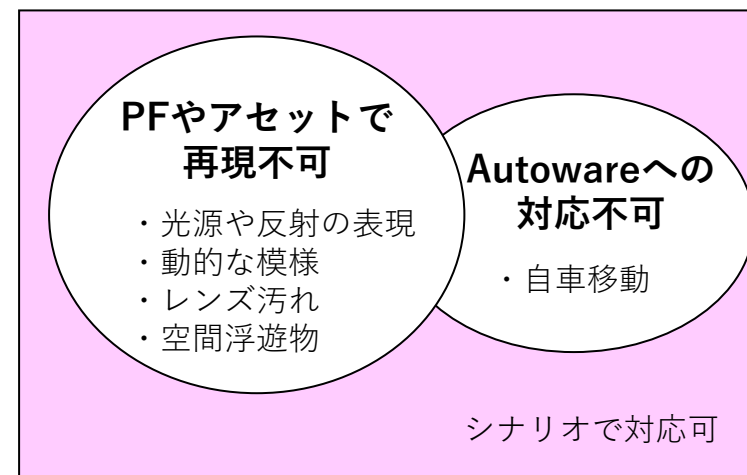 PFやアセットで
再現不可
・光源や反射の表現
・動的な模様
・レンズ汚れ
・空間浮遊物
Autowareへの
対応不可
・自車移動
シナリオで対応可